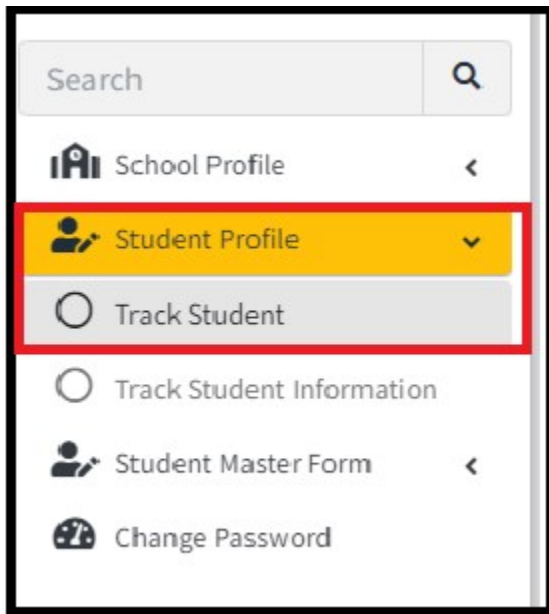 Search
School Profile
Student Profile
Track Student
Track Student Information
Student Master Form
Change Password